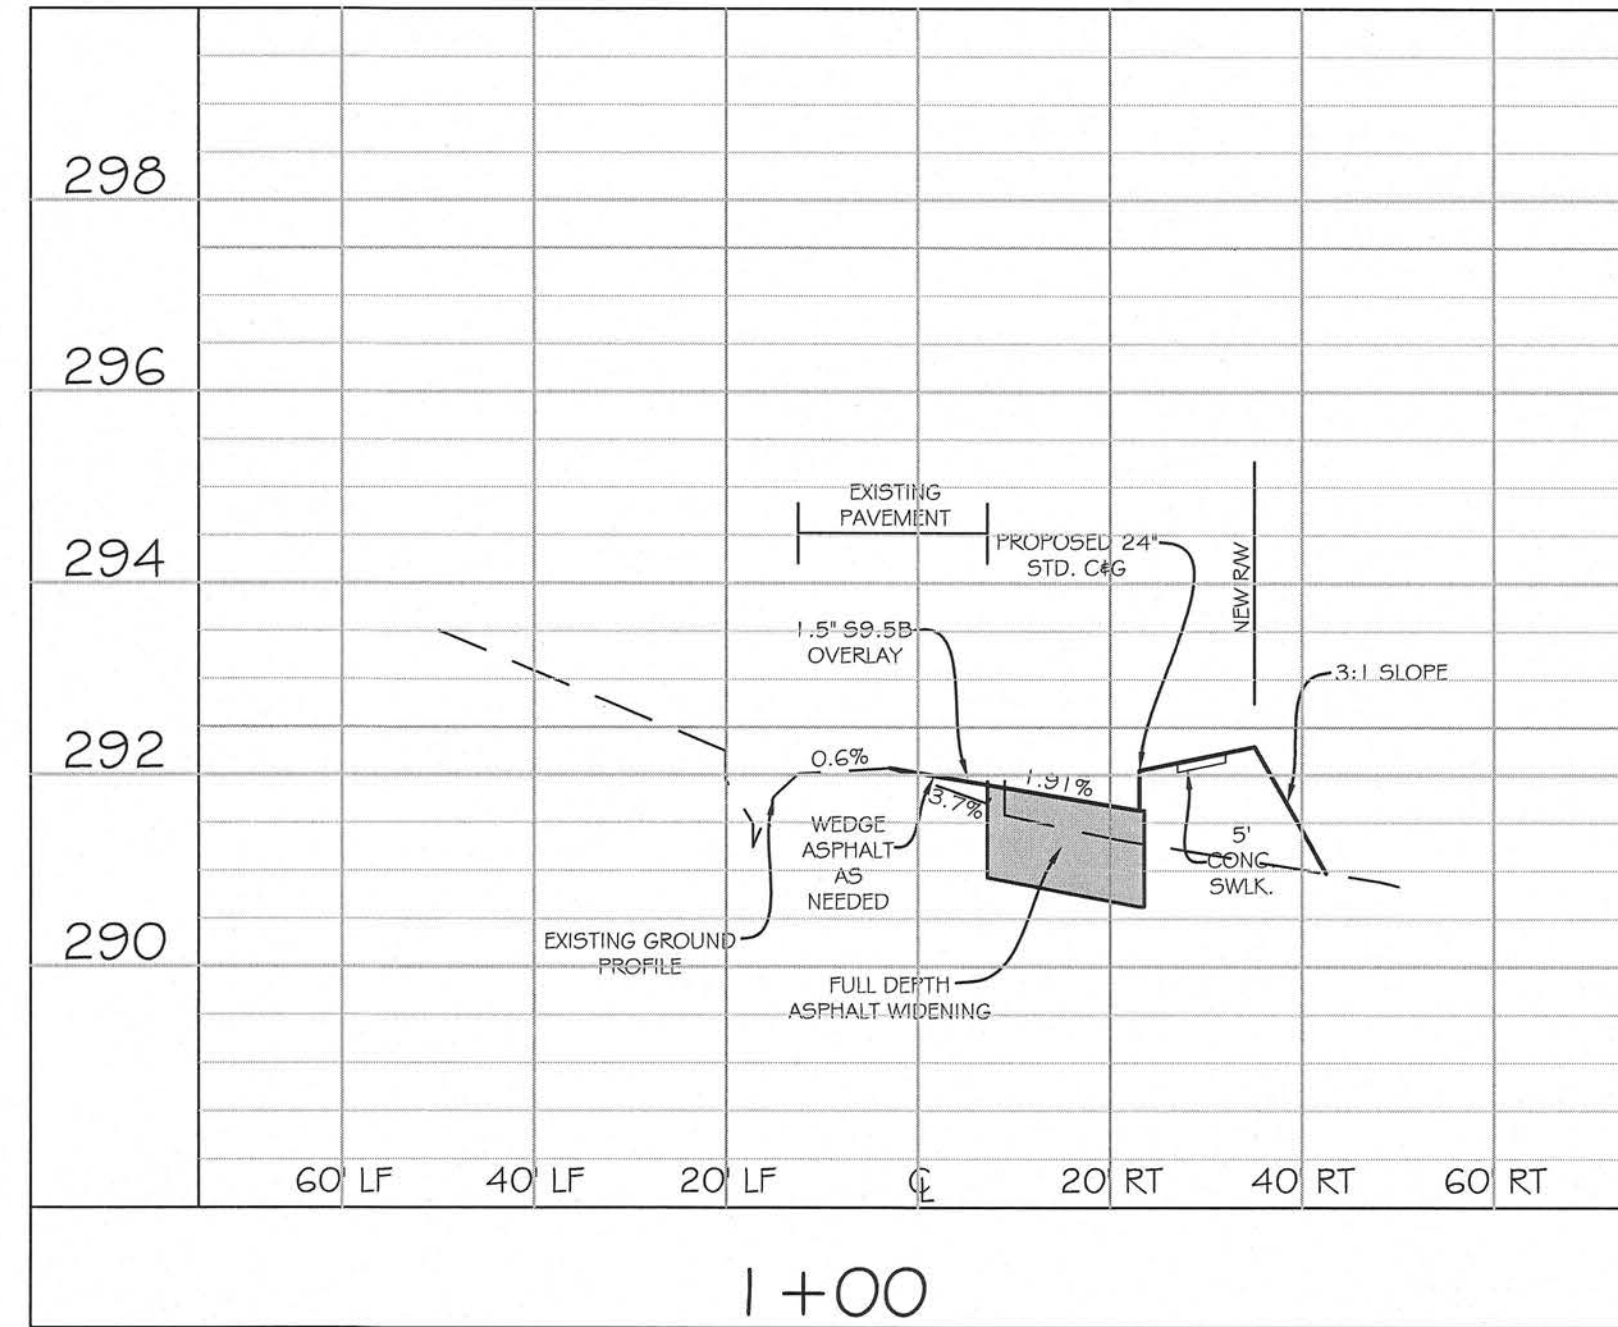 298
296
294
292
290
EXISTING
PAVEMENT
PROPOSED 24"
STD. C&G
NEW R/W
1.5" S9.5B
OVERLAY
3:1 SLOPE
0.6%
1.91%
3.7%
WEDGE
ASPHALT
AS
NEEDED
5'
CONC.
SWLK.
EXISTING GROUND
PROFILE
FULL DEPTH
ASPHALT WIDENING
60' LF
40' LF
20' LF
℄
20' RT
40' RT
60' RT
1+00